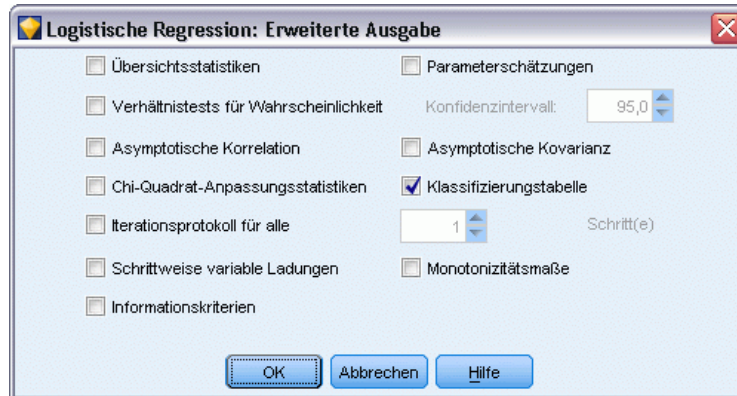 Logistische Regression: Erweiterte Ausgabe
Übersichtsstatistiken
Parameterschätzungen
Verhältnistests für Wahrscheinlichkeit
Konfidenzintervall: 95,0
Asymptotische Korrelation
Asymptotische Kovarianz
Chi-Quadrat-Anpassungsstatistiken
Klassifizierungstabelle
Iterationsprotokoll für alle
1 Schritt(e)
Schrittweise variable Ladungen
Monotonizitätsmaße
Informationskriterien
OK
Abbrechen
Hilfe